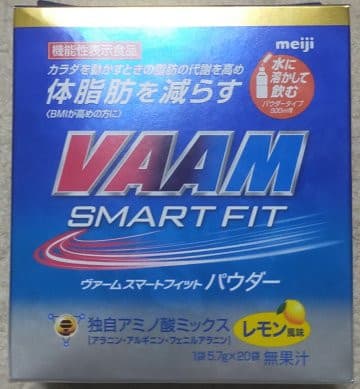 機能性表示食品
meiji
カラダを動かすときの脂肪の代謝を高め
体脂肪を減らす
〈BMIが高めの方に〉
水に
溶かして
飲む
パウダータイプ
500ml用
VAAM
SMART FIT
ヴァームスマートフィット パウダー
独自アミノ酸ミックス
[アラニン・アルギニン・フェニルアラニン]
レモン風味
1袋5.7g×20袋 無果汁